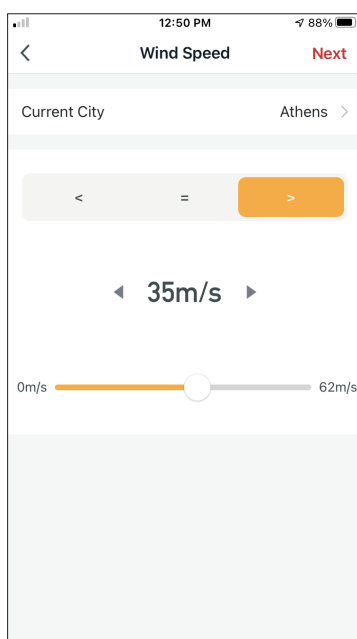 12:50 PM 88%
Wind Speed Next
Current City Athens >
< = >
35m/s
0m/s 62m/s